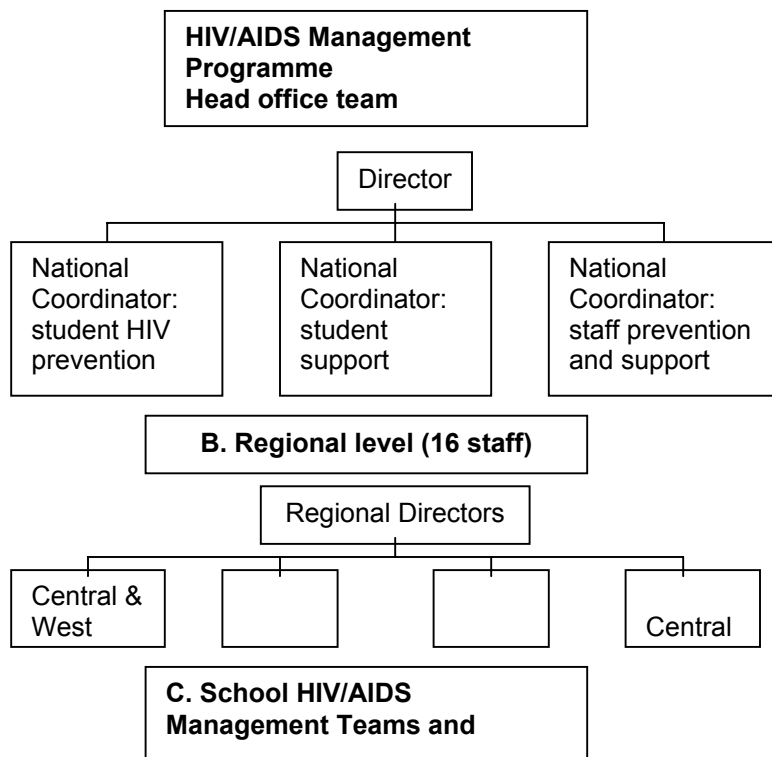 HIV/AIDS Management
Programme
Head office team
Director
National
Coordinator:
student HIV
prevention
National
Coordinator:
student
support
National
Coordinator:
staff prevention
and support
B. Regional level (16 staff)
Regional Directors
Central &
West
Central
C. School HIV/AIDS
Management Teams and